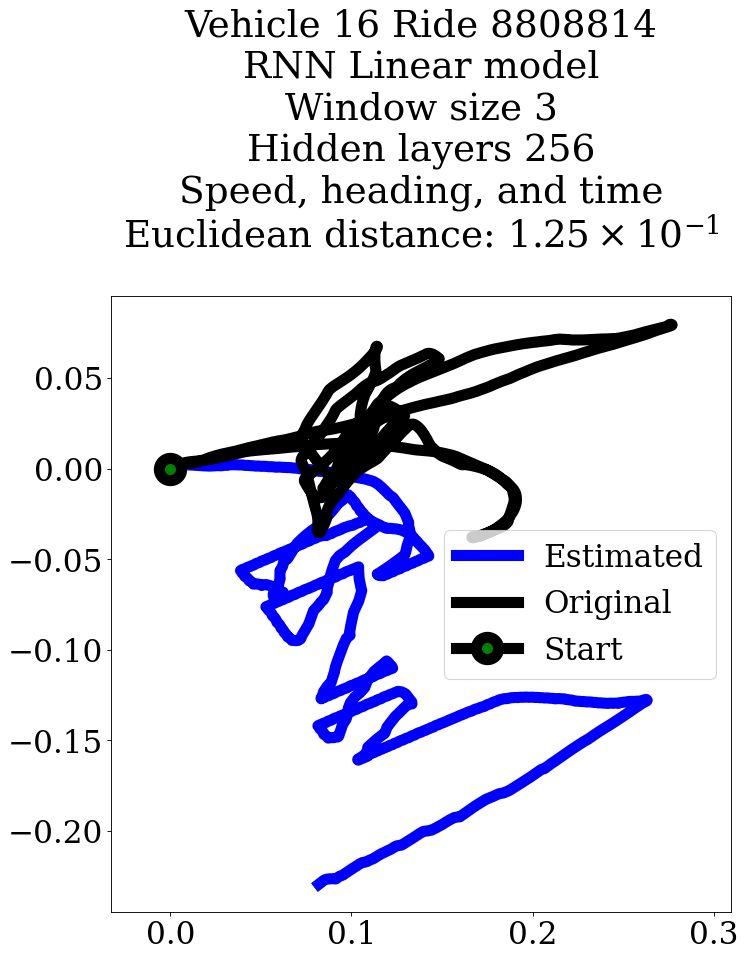 Vehicle 16 Ride 8808814
RNN Linear model
Window size 3
Hidden layers 256
Speed, heading, and time
Euclidean distance: 1.25 × 10⁻¹
0.05
0.00
−0.05
−0.10
−0.15
−0.20
Estimated
Original
Start
0.0 0.1 0.2 0.3